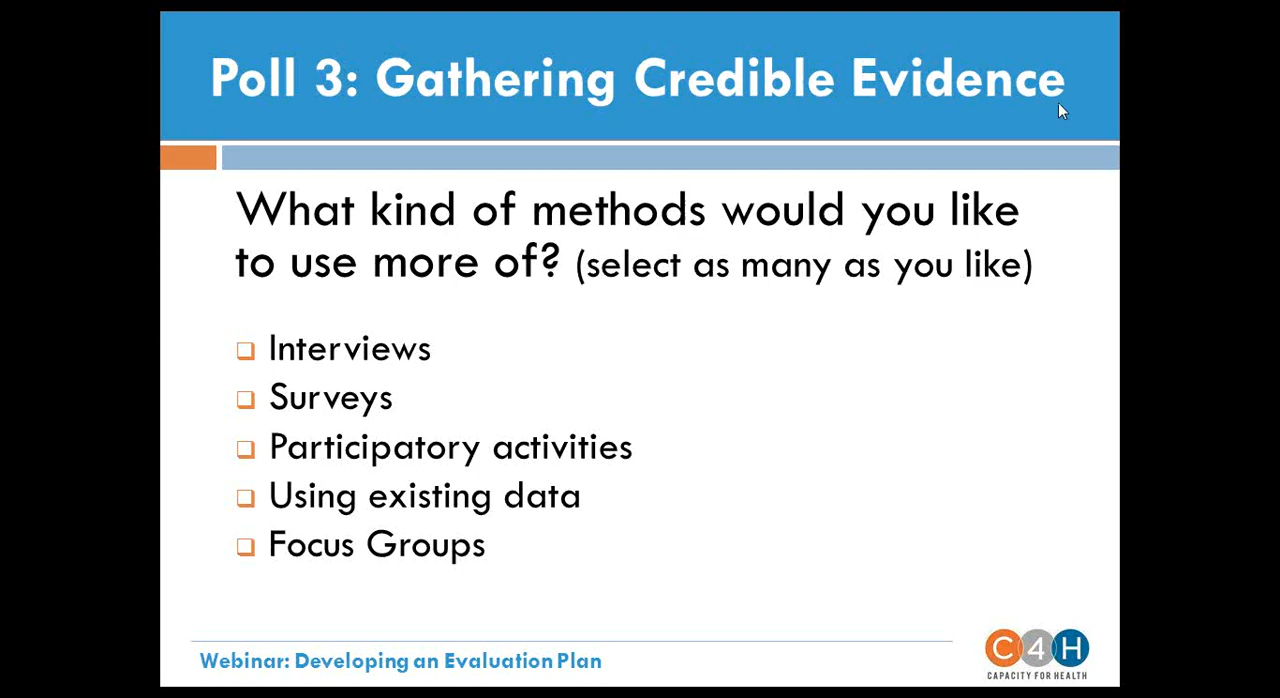 Poll 3: Gathering Credible Evidence
What kind of methods would you like
to use more of? (select as many as you like)
Interviews
Surveys
Participatory activities
Using existing data
Focus Groups
Webinar: Developing an Evaluation Plan
C4H
CAPACITY FOR HEALTH